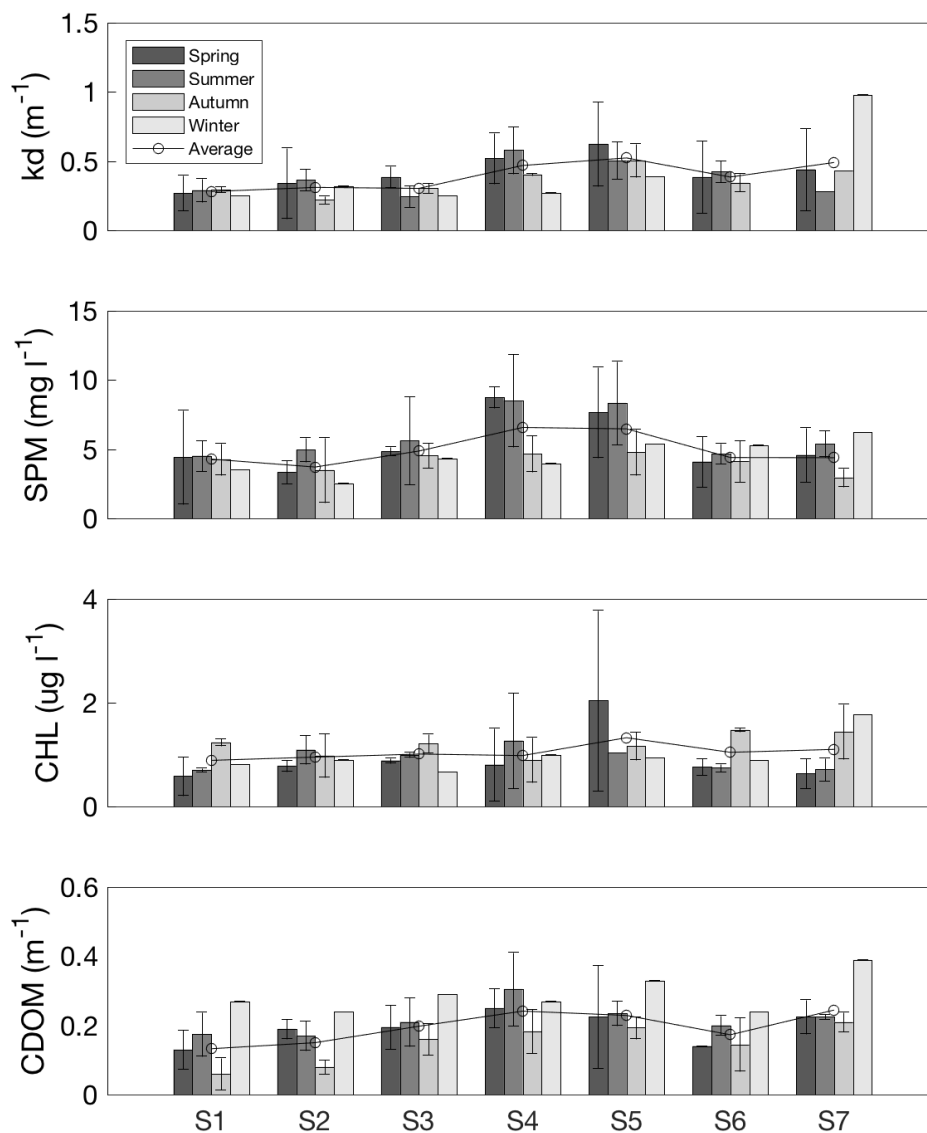 1.5
1
0.5
0
kd (m⁻¹)
Spring
Summer
Autumn
Winter
Average
15
10
5
0
SPM (mg l⁻¹)
4
2
0
CHL (ug l⁻¹)
0.6
0.4
0.2
0
CDOM (m⁻¹)
S1 S2 S3 S4 S5 S6 S7